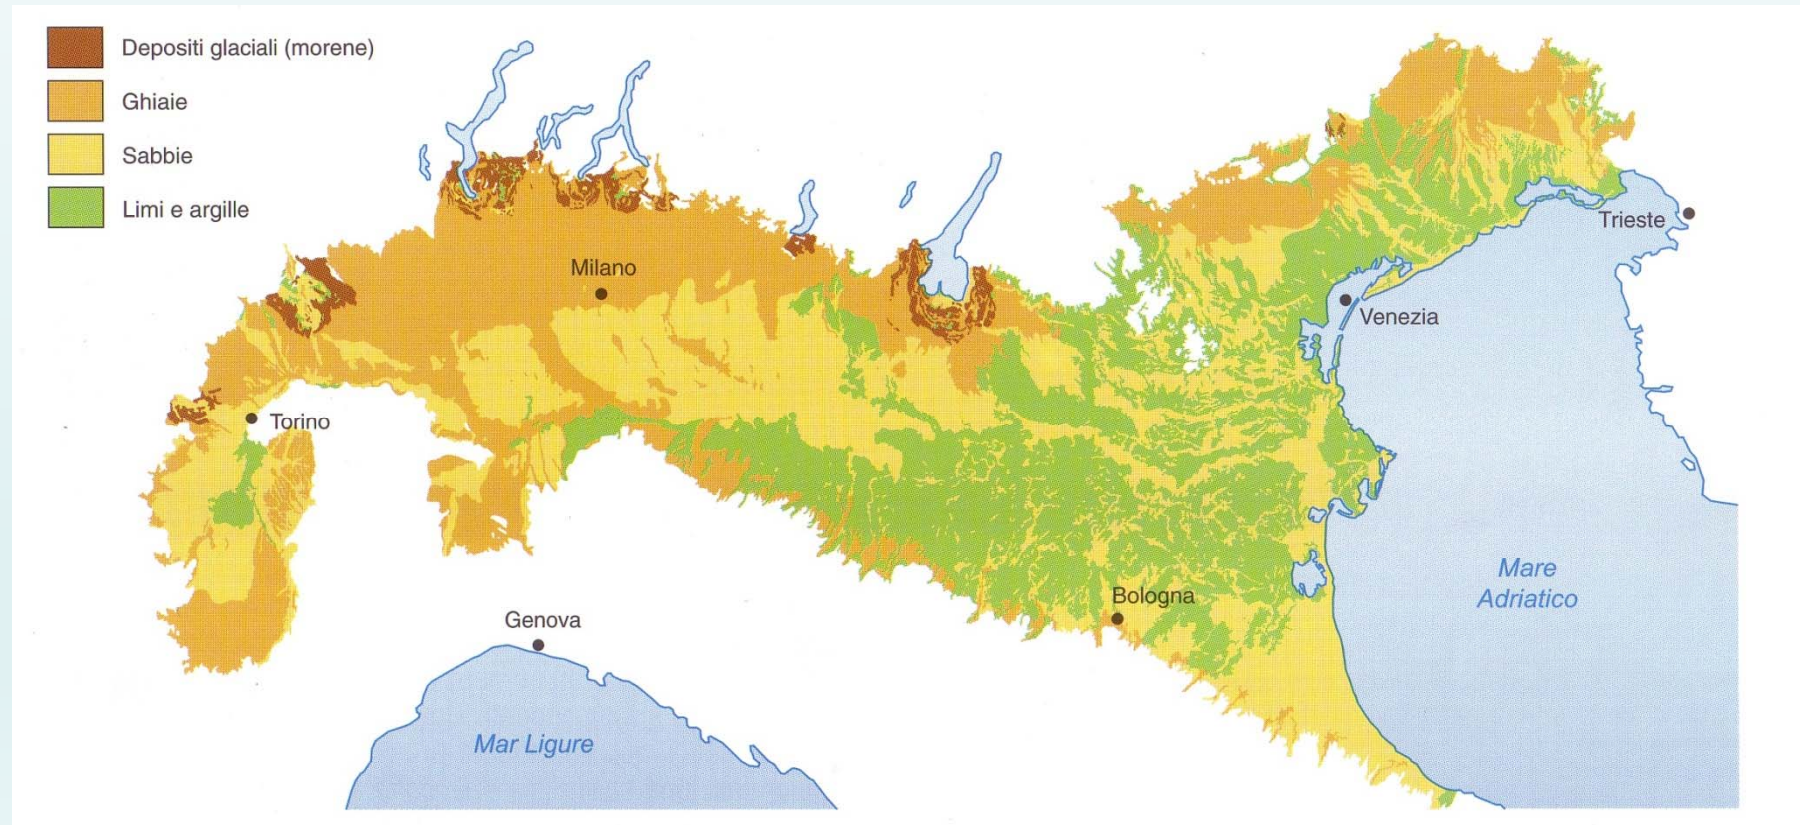 Depositi glaciali (morene)
Ghiaie
Sabbie
Limi e argille
Milano
Trieste
Venezia
Torino
Bologna
Genova
Mare
Adriatico
Mar Ligure